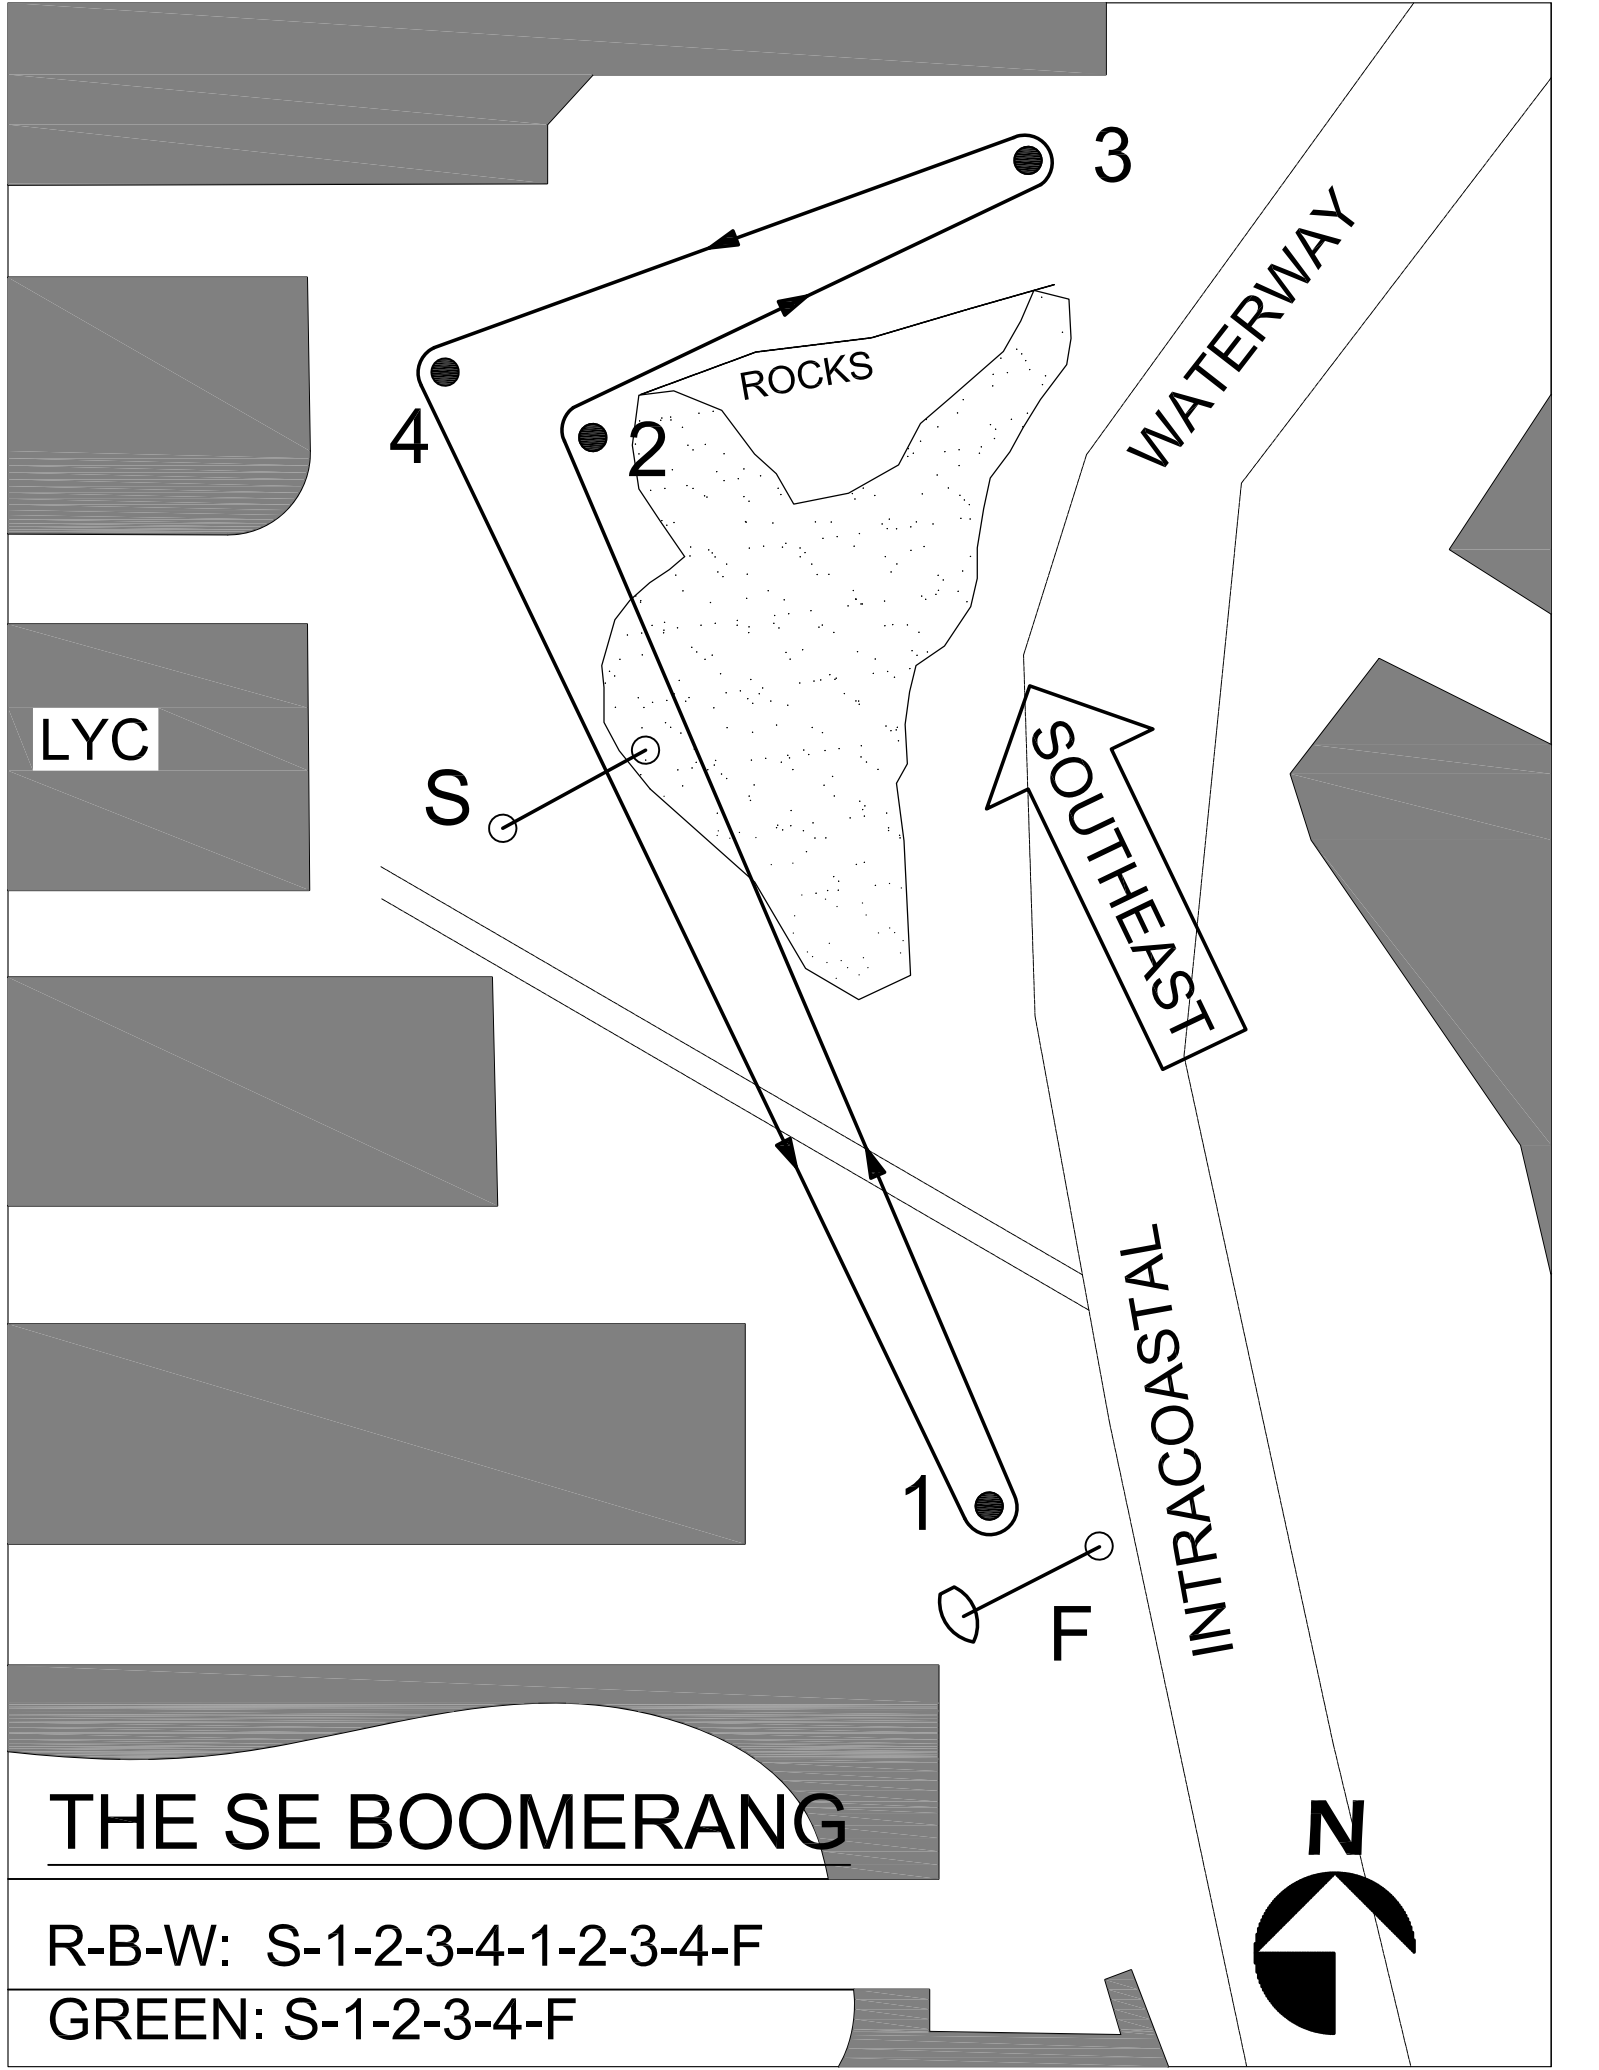 3
WATERWAY
ROCKS
4
2
LYC
S
SOUTHEAST
INTRACOASTAL
1
F
THE SE BOOMERANG
N
R-B-W: S-1-2-3-4-1-2-3-4-F
GREEN: S-1-2-3-4-F